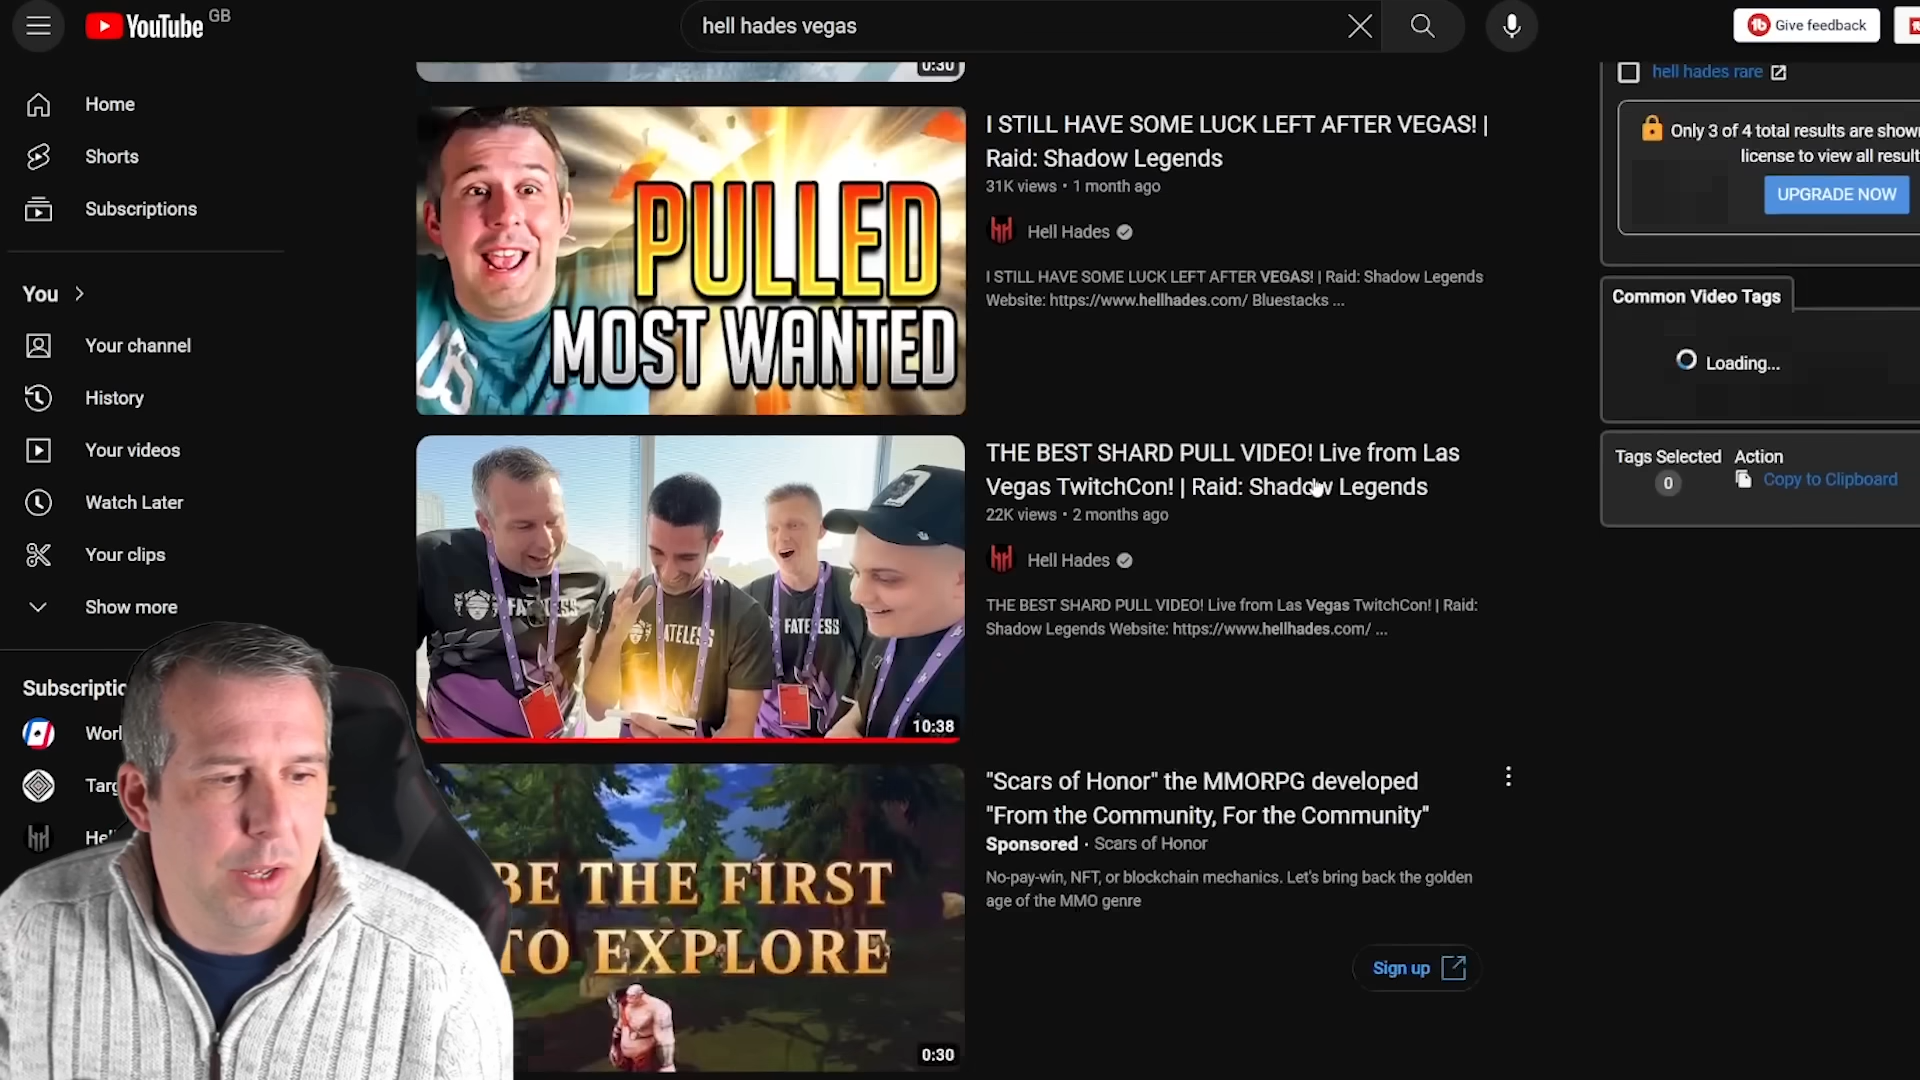 YouTube GB
hell hades vegas
Give feedback
Home
Shorts
Subscriptions
You
Your channel
History
Your videos
Watch Later
Your clips
Show more
0:30
PULLED
MOST WANTED
I STILL HAVE SOME LUCK LEFT AFTER VEGAS! |
Raid: Shadow Legends
31K views • 1 month ago
Hell Hades
I STILL HAVE SOME LUCK LEFT AFTER VEGAS! | Raid: Shadow Legends
Website: https://www.hellhades.com/ Bluestacks ...
FATELESS
ATELESS
FATELESS
10:38
THE BEST SHARD PULL VIDEO! Live from Las
Vegas TwitchCon! | Raid: Shadow Legends
22K views • 2 months ago
Hell Hades
THE BEST SHARD PULL VIDEO! Live from Las Vegas TwitchCon! | Raid:
Shadow Legends Website: https://www.hellhades.com/ ...
BE THE FIRST
TO EXPLORE
0:30
"Scars of Honor" the MMORPG developed
"From the Community, For the Community"
Sponsored · Scars of Honor
No-pay-win, NFT, or blockchain mechanics. Let's bring back the golden
age of the MMO genre
Sign up
hell hades rare
Only 3 of 4 total results are shown
license to view all result
UPGRADE NOW
Common Video Tags
Loading...
Tags Selected Action
0 Copy to Clipboard